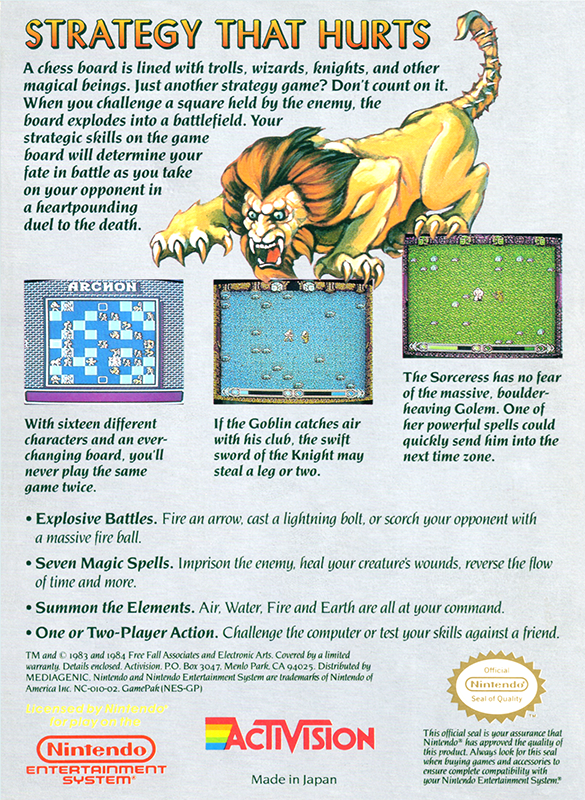 STRATEGY THAT HURTS
A chess board is lined with trolls, wizards, knights, and other
magical beings. Just another strategy game? Don't count on it.
When you challenge a square held by the enemy, the
board explodes into a battlefield. Your
strategic skills on the game
board will determine your
fate in battle as you take
on your opponent in
a heartpounding
duel to the death.
ARCHON
With sixteen different
characters and an ever-
changing board, you'll
never play the same
game twice.
If the Goblin catches air
with his club, the swift
sword of the Knight may
steal a leg or two.
The Sorceress has no fear
of the massive, boulder-
heaving Golem. One of
her powerful spells could
quickly send him into the
next time zone.
• Explosive Battles. Fire an arrow, cast a lightning bolt, or scorch your opponent with
a massive fire ball.
• Seven Magic Spells. Imprison the enemy, heal your creature's wounds, reverse the flow
of time and more.
• Summon the Elements. Air, Water, Fire and Earth are all at your command.
• One or Two-Player Action. Challenge the computer or test your skills against a friend.
TM and © 1983 and 1984 Free Fall Associates and Electronic Arts. Covered by a limited
warranty. Details enclosed. Activision. P.O. Box 3047, Menlo Park, CA 94025. Distributed by
MEDIAGENIC. Nintendo and Nintendo Entertainment System are trademarks of Nintendo of
America Inc. NC-010-02. GamePak (NES-GP)
Licensed by Nintendo®
for play on the
Nintendo®
ENTERTAINMENT
SYSTEM®
ACTIVISION
Made in Japan
Official
Nintendo®
Seal of Quality
TM
This official seal is your assurance that
Nintendo® has approved the quality of
this product. Always look for this seal
when buying games and accessories to
ensure complete compatibility with
your Nintendo Entertainment System.®